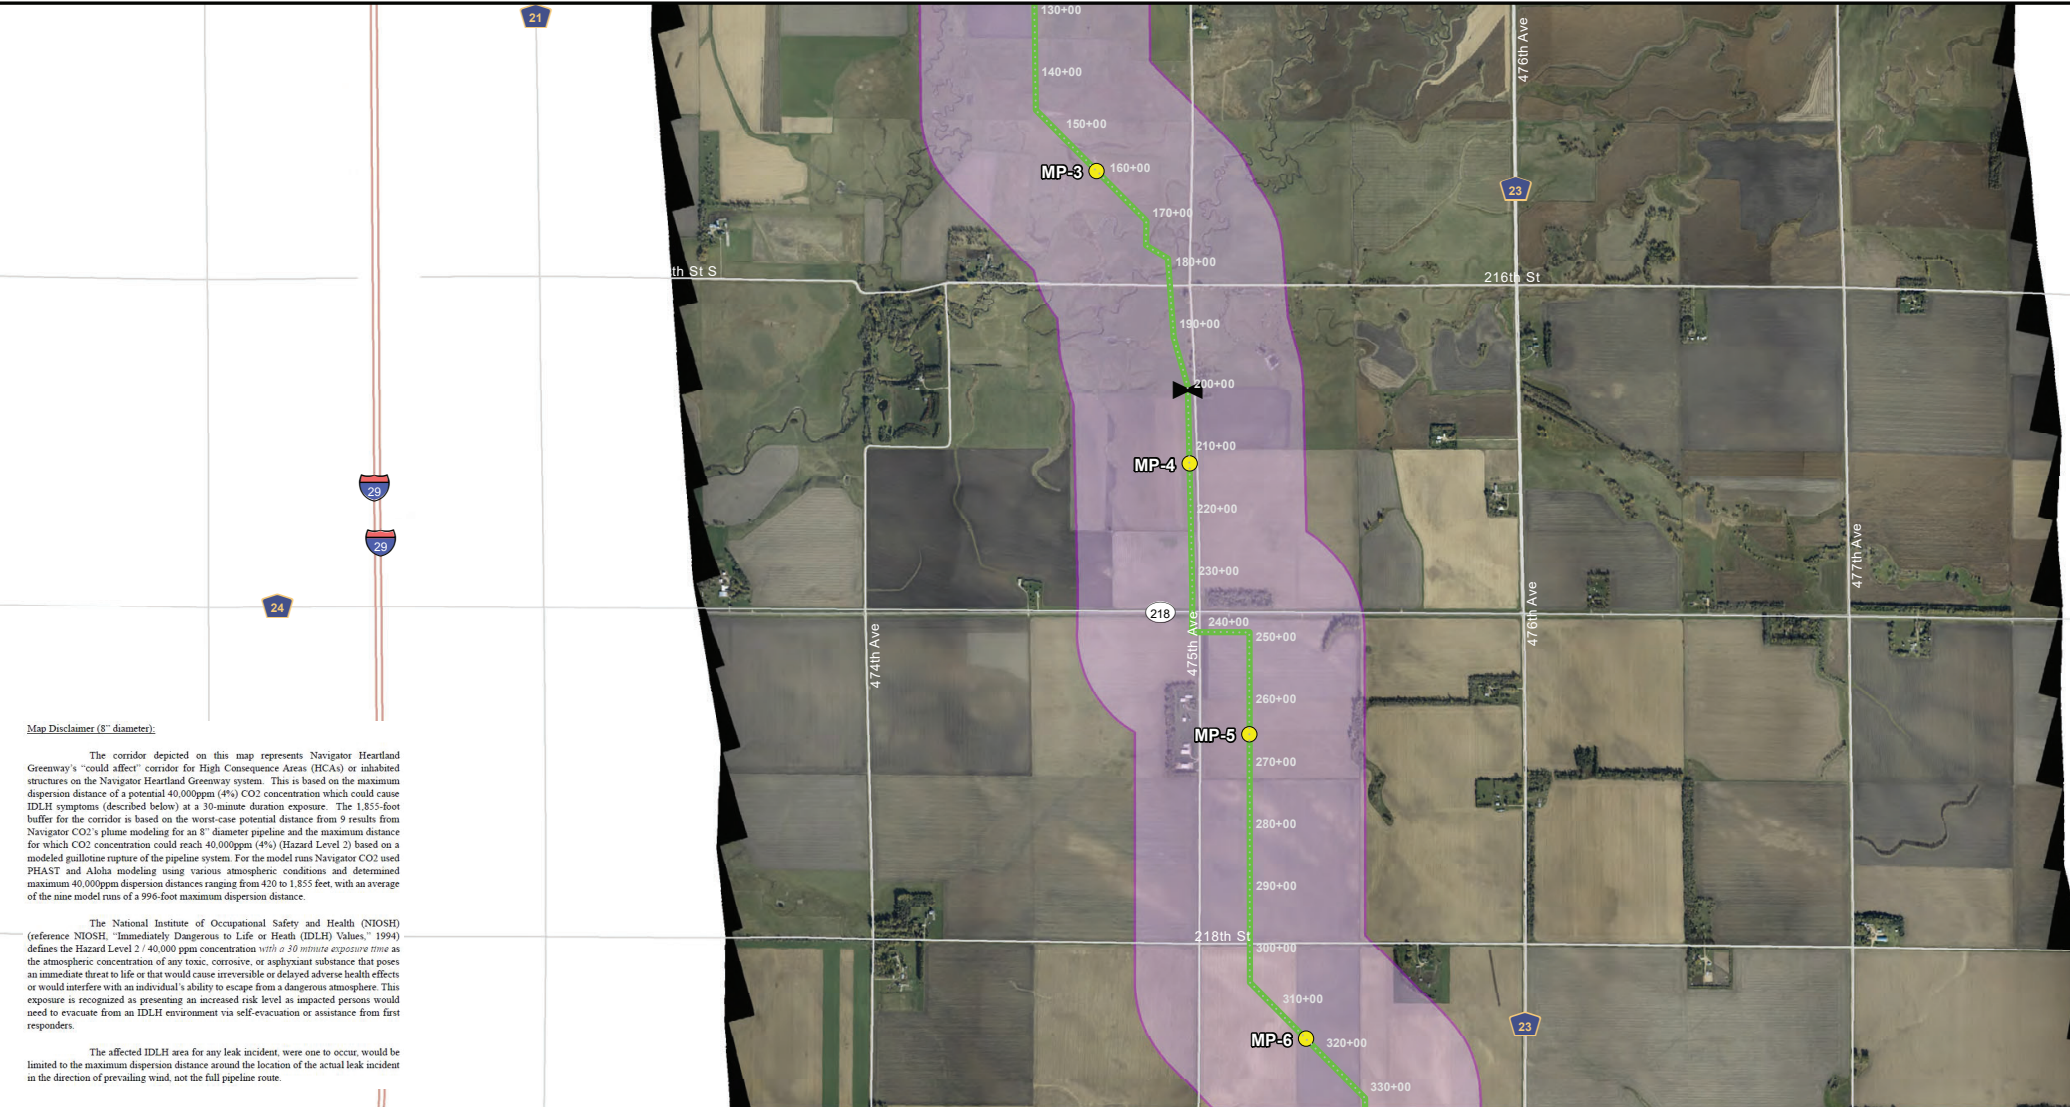 21
130+00
476th Ave
140+00
150+00
MP-3
160+00
23
170+00
180+00
th St S
216th St
190+00
200+00
210+00
MP-4
29
220+00
29
477th Ave
230+00
24
218
240+00
476th Ave
474th Ave
475th Ave
250+00
260+00
MP-5
270+00
280+00
290+00
218th St
300+00
310+00
23
MP-6
320+00
330+00
Map Disclaimer (8" diameter):
The corridor depicted on this map represents Navigator Heartland
Greenway's "could affect" corridor for High Consequence Areas (HCAs) or inhabited
structures on the Navigator Heartland Greenway system. This is based on the maximum
dispersion distance of a potential 40,000ppm (4%) CO2 concentration which could cause
IDLH symptoms (described below) at a 30-minute duration exposure. The 1,855-foot
buffer for the corridor is based on the worst-case potential distance from 9 results from
Navigator CO2's plume modeling for an 8" diameter pipeline and the maximum distance
for which CO2 concentration could reach 40,000ppm (4%) (Hazard Level 2) based on a
modeled guillotine rupture of the pipeline system. For the model runs Navigator CO2 used
PHAST and Aloha modeling using various atmospheric conditions and determined
maximum 40,000ppm dispersion distances ranging from 420 to 1,855 feet, with an average
of the nine model runs of a 996-foot maximum dispersion distance.
The National Institute of Occupational Safety and Health (NIOSH)
(reference NIOSH, "Immediately Dangerous to Life or Heath (IDLH) Values," 1994)
defines the Hazard Level 2 / 40,000 ppm concentration with a 30 minute exposure time as
the atmospheric concentration of any toxic, corrosive, or asphyxiant substance that poses
an immediate threat to life or that would cause irreversible or delayed adverse health effects
or would interfere with an individual's ability to escape from a dangerous atmosphere. This
exposure is recognized as presenting an increased risk level as impacted persons would
need to evacuate from an IDLH environment via self-evacuation or assistance from first
responders.
The affected IDLH area for any leak incident, were one to occur, would be
limited to the maximum dispersion distance around the location of the actual leak incident
in the direction of prevailing wind, not the full pipeline route.